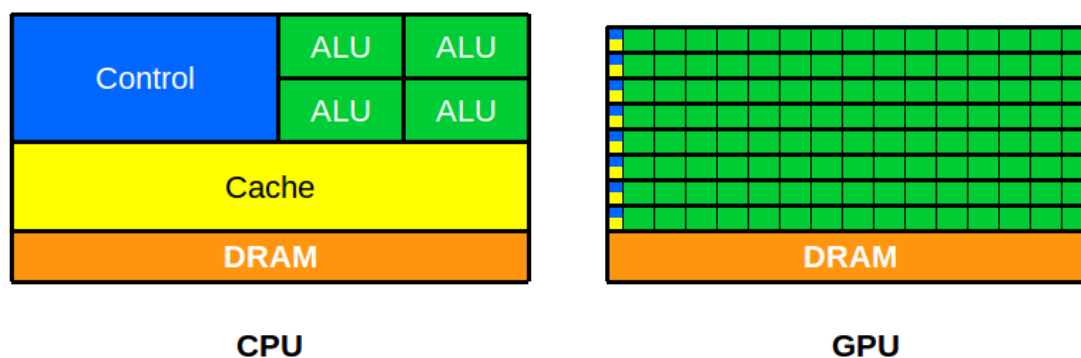 Control
ALU ALU
ALU ALU
Cache
DRAM
CPU
DRAM
GPU